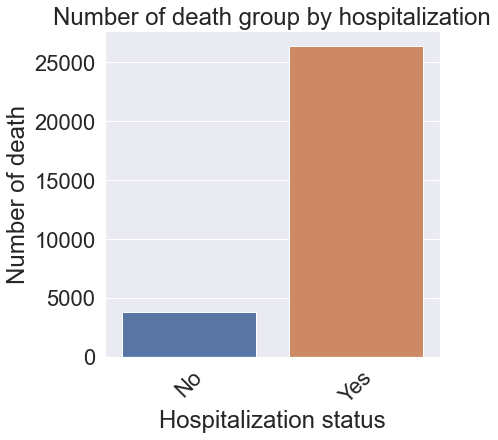 Number of death group by hospitalization
Number of death
25000
20000
15000
10000
5000
0
No
Yes
Hospitalization status